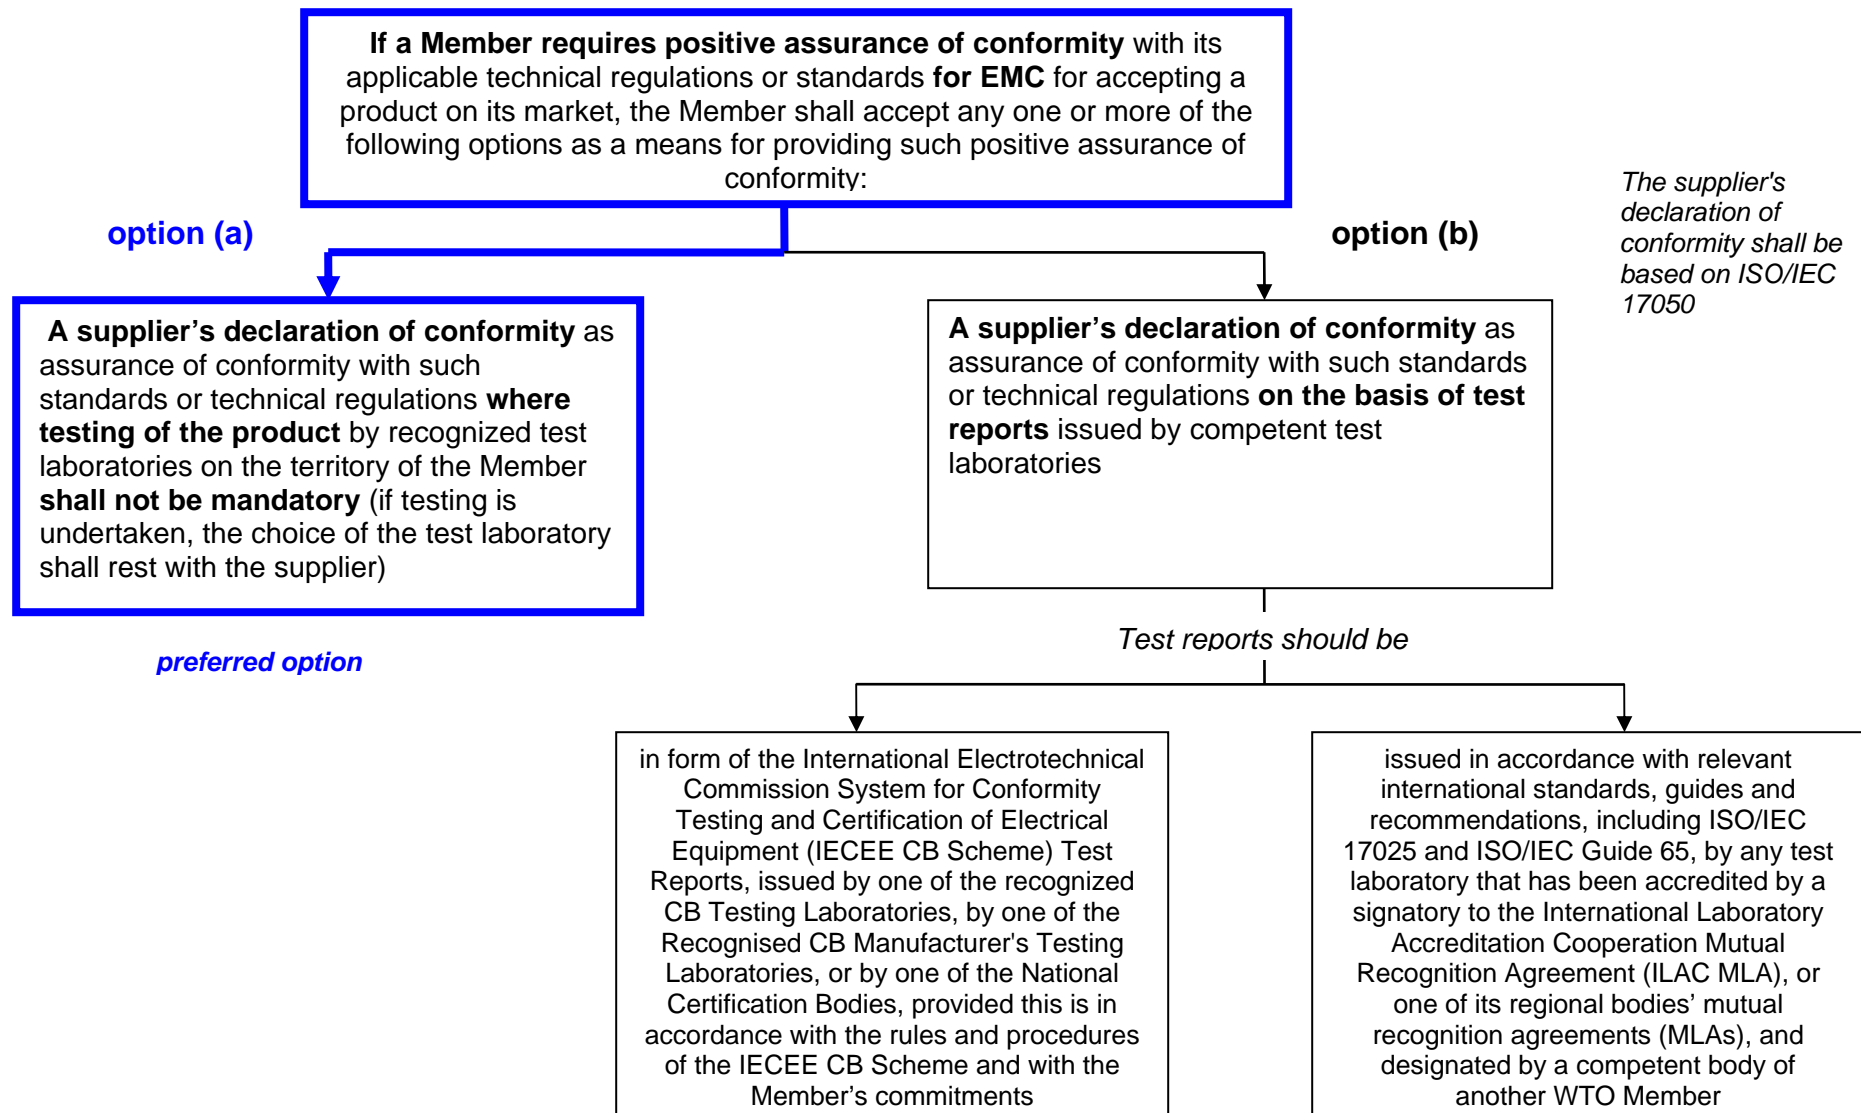 If a Member requires positive assurance of conformity with its
applicable technical regulations or standards for EMC for accepting a
product on its market, the Member shall accept any one or more of the
following options as a means for providing such positive assurance of
conformity:
option (a)
option (b)
The supplier's
declaration of
conformity shall be
based on ISO/IEC
17050
A supplier’s declaration of conformity as
assurance of conformity with such
standards or technical regulations where
testing of the product by recognized test
laboratories on the territory of the Member
shall not be mandatory (if testing is
undertaken, the choice of the test laboratory
shall rest with the supplier)
preferred option
A supplier’s declaration of conformity as
assurance of conformity with such standards
or technical regulations on the basis of test
reports issued by competent test
laboratories
Test reports should be
in form of the International Electrotechnical
Commission System for Conformity
Testing and Certification of Electrical
Equipment (IECEE CB Scheme) Test
Reports, issued by one of the recognized
CB Testing Laboratories, by one of the
Recognised CB Manufacturer's Testing
Laboratories, or by one of the National
Certification Bodies, provided this is in
accordance with the rules and procedures
of the IECEE CB Scheme and with the
Member’s commitments
issued in accordance with relevant
international standards, guides and
recommendations, including ISO/IEC
17025 and ISO/IEC Guide 65, by any test
laboratory that has been accredited by a
signatory to the International Laboratory
Accreditation Cooperation Mutual
Recognition Agreement (ILAC MLA), or
one of its regional bodies’ mutual
recognition agreements (MLAs), and
designated by a competent body of
another WTO Member